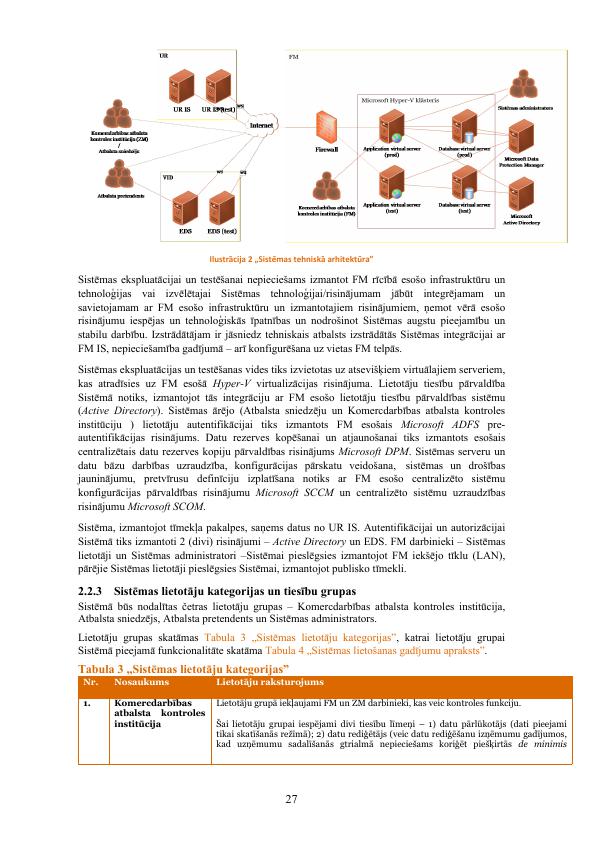 UR
FM
UR IS
UR IS(test)
ws
Internet
Komercdarbības atbalsta
kontroles institūcija (ZM)
/
Atbalsta sniedzējs
Atbalsta pretendents
VID
EDS
EDS (test)
Firewall
Komercdarbības atbalsta
kontroles institūcija (FM)
Microsoft Hyper-V klāsteris
Application virtual server
(prod)
Database virtual server
(prod)
Application virtual server
(test)
Database virtual server
(test)
Sistēmas administrators
Microsoft Data
Protection Manager
Microsoft
Active Directory
Ilustrācija 2 „Sistēmas tehniskā arhitektūra”
Sistēmas ekspluatācijai un testēšanai nepieciešams izmantot FM rīcībā esošo infrastruktūru un
tehnoloģijas vai izvēlētajai Sistēmas tehnoloģijai/risinājumam jābūt integrējamam un
savietojamam ar FM esošo infrastruktūru un izmantotajiem risinājumiem, ņemot vērā esošo
risinājumu iespējas un tehnoloģiskās īpatnības un nodrošinot Sistēmas augstu pieejamību un
stabilu darbību. Izstrādātājam ir jāsniedz tehniskais atbalsts izstrādātās Sistēmas integrācijai ar
FM IS, nepieciešamība gadījumā – arī konfigurēšana uz vietas FM telpās.
Sistēmas ekspluatācijas un testēšanas vides tiks izvietotas uz atsevišķiem virtuālajiem serveriem,
kas atradīsies uz FM esošā Hyper-V virtualizācijas risinājuma. Lietotāju tiesību pārvaldība
Sistēmā notiks, izmantojot tās integrāciju ar FM esošo lietotāju tiesību pārvaldības sistēmu
(Active Directory). Sistēmas ārējo (Atbalsta sniedzēju un Komercdarbības atbalsta kontroles
institūciju ) lietotāju autentifikācijai tiks izmantots FM esošais Microsoft ADFS pre-
autentifikācijas risinājums. Datu rezerves kopēšanai un atjaunošanai tiks izmantots esošais
centralizētais datu rezerves kopiju pārvaldības risinājums Microsoft DPM. Sistēmas serveru un
datu bāzu darbības uzraudzība, konfigurācijas pārskatu veidošana, sistēmas un drošības
jauninājumu, pretvīrusu definīciju izplatīšana notiks ar FM esošo centralizēto sistēmu
konfigurācijas pārvaldības risinājumu Microsoft SCCM un centralizēto sistēmu uzraudzības
risinājumu Microsoft SCOM.
Sistēma, izmantojot tīmekļa pakalpes, saņems datus no UR IS. Autentifikācijai un autorizācijai
Sistēmā tiks izmantoti 2 (divi) risinājumi – Active Directory un EDS. FM darbinieki – Sistēmas
lietotāji un Sistēmas administratori –Sistēmai pieslēgsies izmantojot FM iekšējo tīklu (LAN),
pārējie Sistēmas lietotāji pieslēgsies Sistēmai, izmantojot publisko tīmekli.
2.2.3 Sistēmas lietotāju kategorijas un tiesību grupas
Sistēmā būs nodalītas četras lietotāju grupas – Komercdarbības atbalsta kontroles institūcija,
Atbalsta sniedzējs, Atbalsta pretendents un Sistēmas administrators.
Lietotāju grupas skatāmas Tabula 3 „Sistēmas lietotāju kategorijas”, katrai lietotāju grupai
Sistēmā pieejamā funkcionalitāte skatāma Tabula 4 „Sistēmas lietošanas gadījumu apraksts”.
Tabula 3 „Sistēmas lietotāju kategorijas”
Nr. Nosaukums Lietotāju raksturojums
1. Komercdarbības atbalsta kontroles institūcija
Lietotāju grupā iekļaujami FM un ZM darbinieki, kas veic kontroles funkciju.
Šai lietotāju grupai iespējami divi tiesību līmeņi – 1) datu pārlūkotājs (dati pieejami
tikai skatīšanās režīmā); 2) datu rediģētājs (veic datu rediģēšanu izņēmumu gadījumos,
kad uzņēmumu sadalīšanās gtrialmā nepieciešams koriģēt piešķirtās de minimis
27